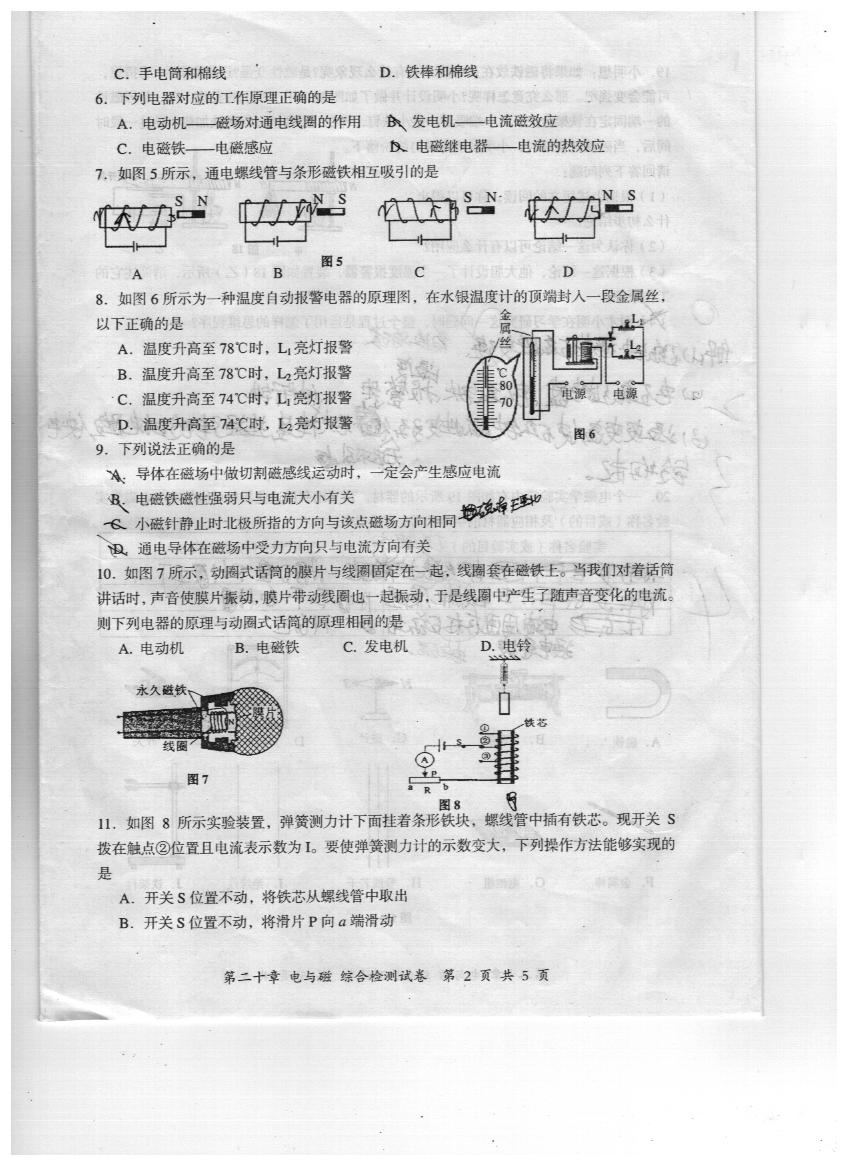 C．手电筒和棉线 D．铁棒和棉线
6．下列电器对应的工作原理正确的是
A．电动机——磁场对通电线圈的作用 B、发电机——电流磁效应
C．电磁铁——电磁感应 D、电磁继电器——电流的热效应
7．如图5所示，通电螺线管与条形磁铁相互吸引的是
S N N S S N N S
A B C D
图5
8．如图6所示为一种温度自动报警电器的原理图，在水银温度计的顶端封入一段金属丝，
以下正确的是
A．温度升高至78℃时，L₁亮灯报警
B．温度升高至78℃时，L₂亮灯报警
C．温度升高至74℃时，L₁亮灯报警
D．温度升高至74℃时，L₂亮灯报警
金属丝
℃
80
70
L₁
L₂
电源 电源
图6
9．下列说法正确的是
A、导体在磁场中做切割磁感线运动时，一定会产生感应电流
B、电磁铁磁性强弱只与电流大小有关
C、小磁针静止时北极所指的方向与该点磁场方向相同
D、通电导体在磁场中受力方向只与电流方向有关
10．如图7所示，动圈式话筒的膜片与线圈固定在一起，线圈套在磁铁上。当我们对着话筒
讲话时，声音使膜片振动，膜片带动线圈也一起振动，于是线圈中产生了随声音变化的电流。
则下列电器的原理与动圈式话筒的原理相同的是
A．电动机 B．电磁铁 C．发电机 D．电铃
永久磁铁
膜片
N
线圈
图7
铁芯
①
②
③
S
A
P
a R b
图8
11．如图 8 所示实验装置，弹簧测力计下面挂着条形铁块，螺线管中插有铁芯。现开关 S
拨在触点②位置且电流表示数为 I。要使弹簧测力计的示数变大，下列操作方法能够实现的
是
A．开关S位置不动，将铁芯从螺线管中取出
B．开关S位置不动，将滑片P向a端滑动
第二十章 电与磁 综合检测试卷 第 2 页 共 5 页